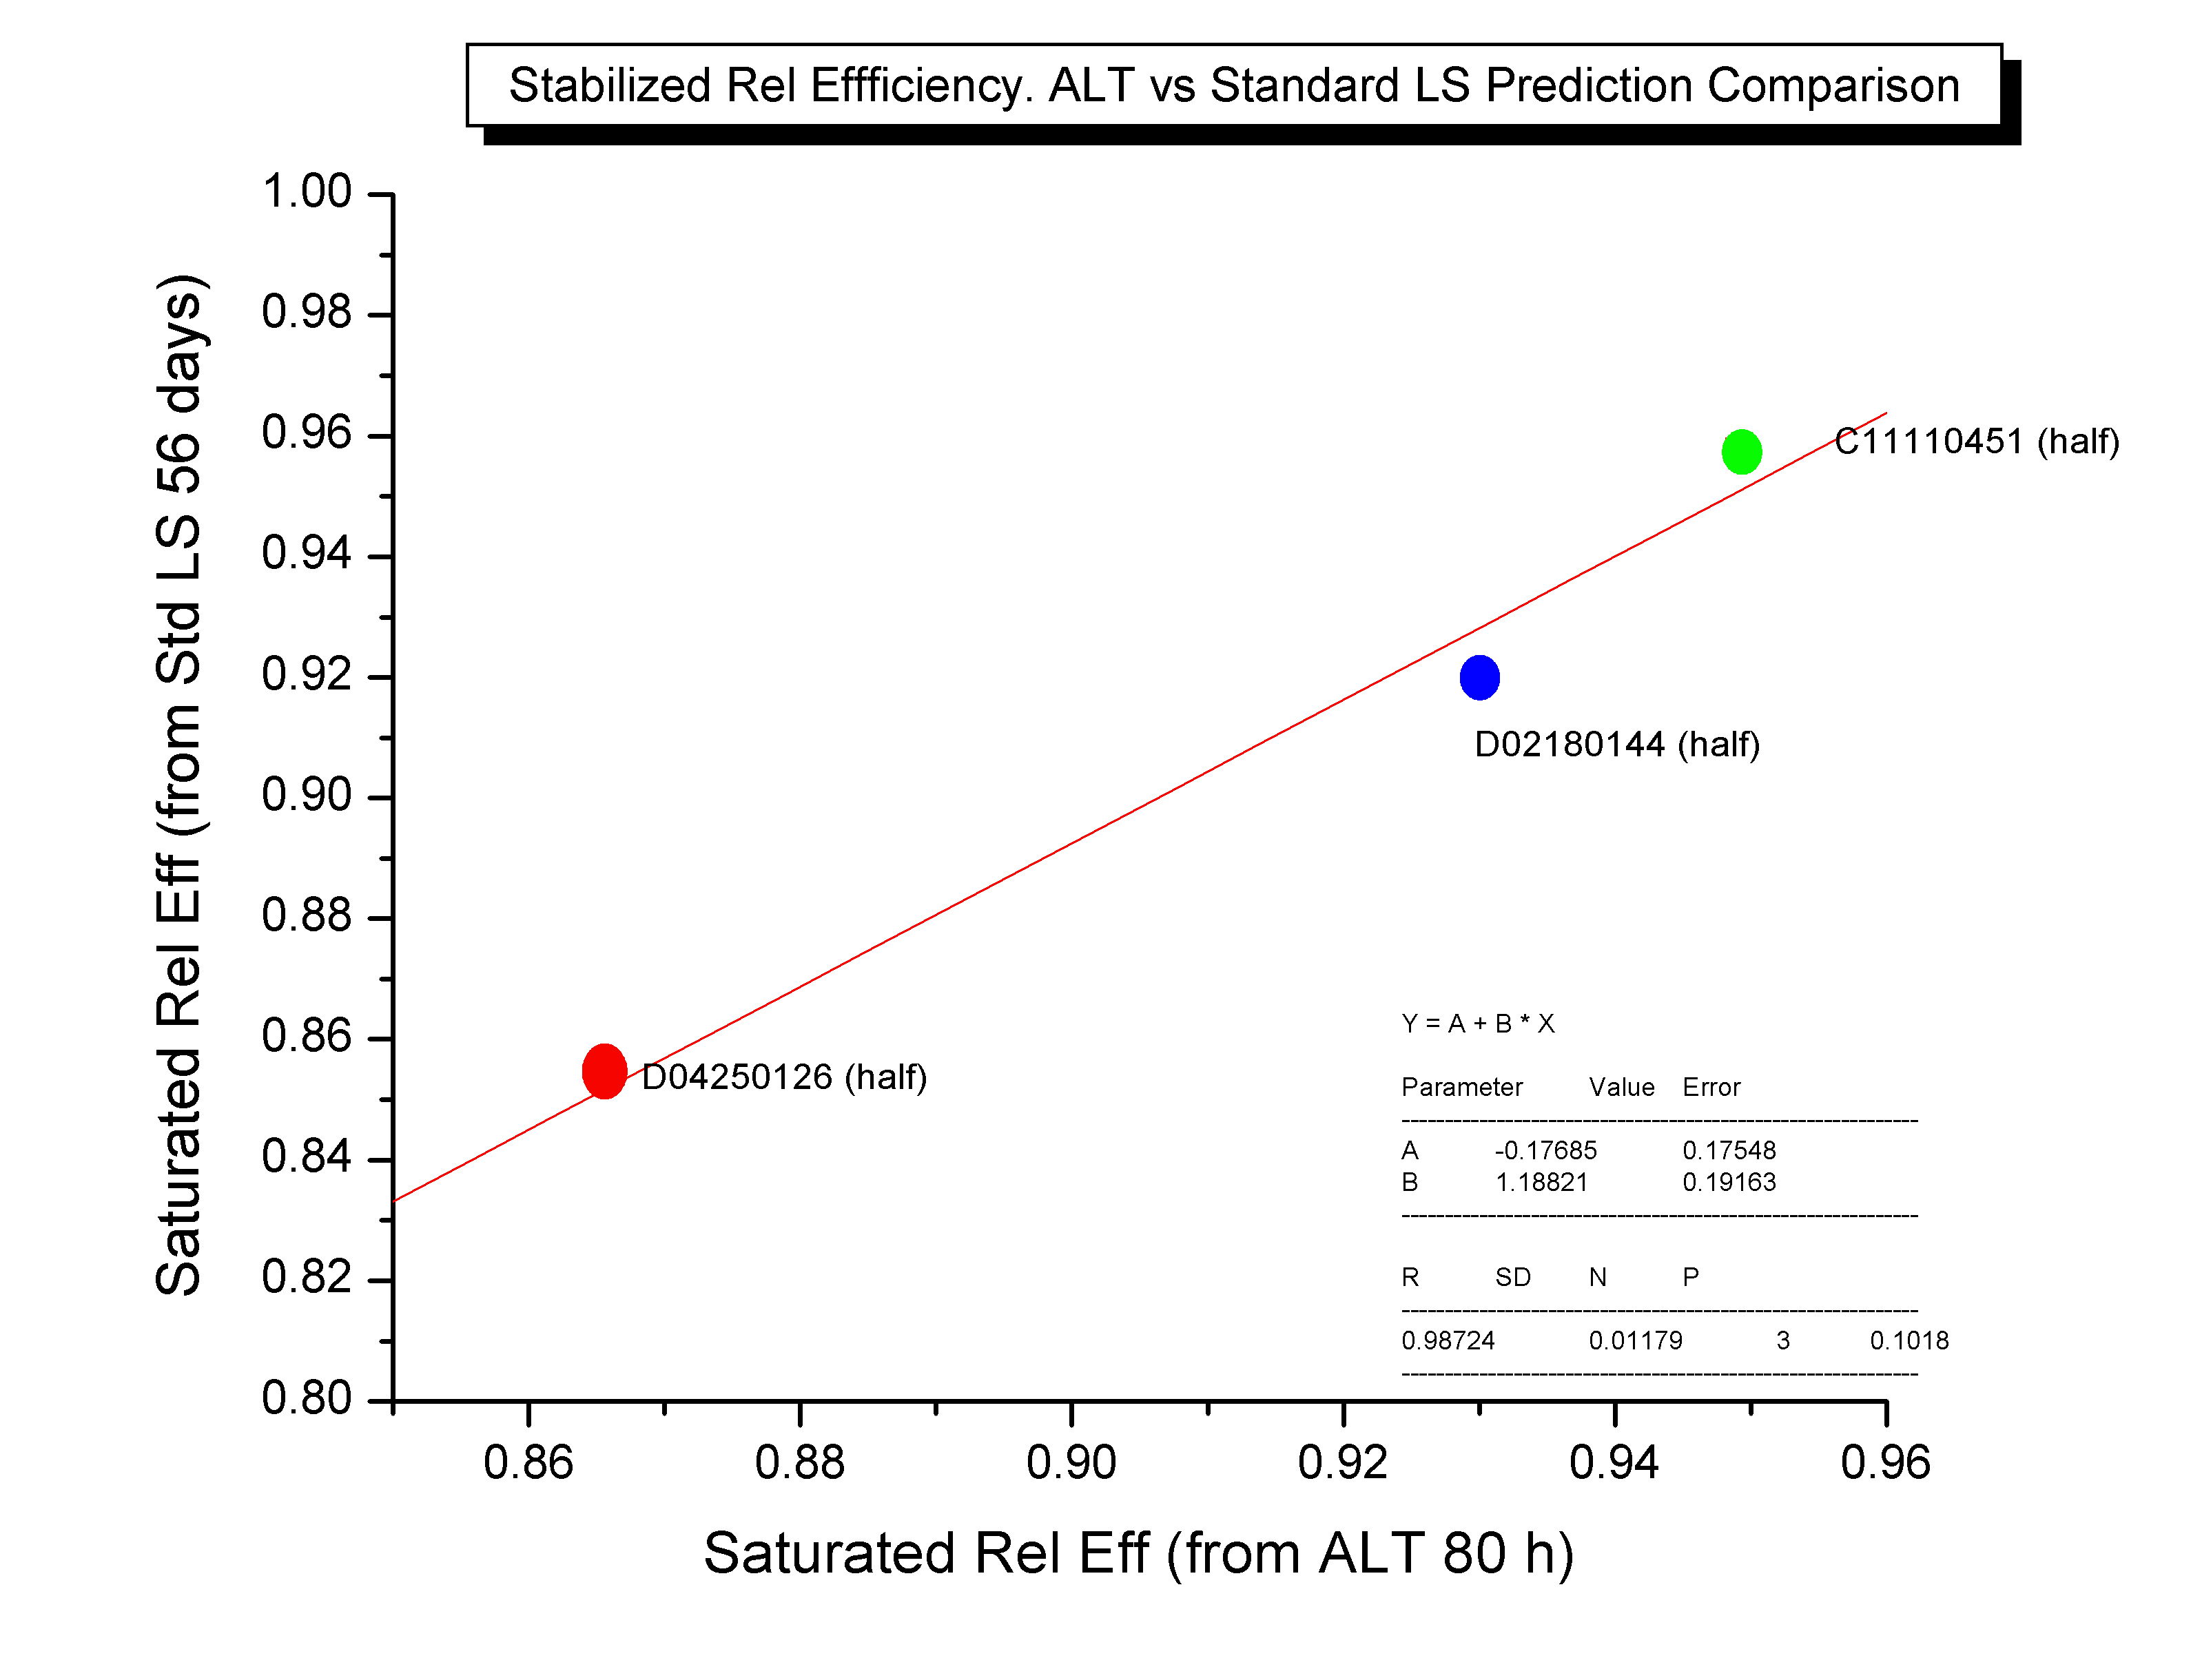 Stabilized Rel Effficiency. ALT vs Standard LS Prediction Comparison
Saturated Rel Eff (from Std LS 56 days)
1.00
0.98
0.96
0.94
0.92
0.90
0.88
0.86
0.84
0.82
0.80
C11110451 (half)
D02180144 (half)
D04250126 (half)
Y = A + B * X
Parameter Value Error
------------------------------------------------------------
A -0.17685 0.17548
B 1.18821 0.19163
------------------------------------------------------------
R SD N P
------------------------------------------------------------
0.98724 0.01179 3 0.1018
------------------------------------------------------------
0.86 0.88 0.90 0.92 0.94 0.96
Saturated Rel Eff (from ALT 80 h)